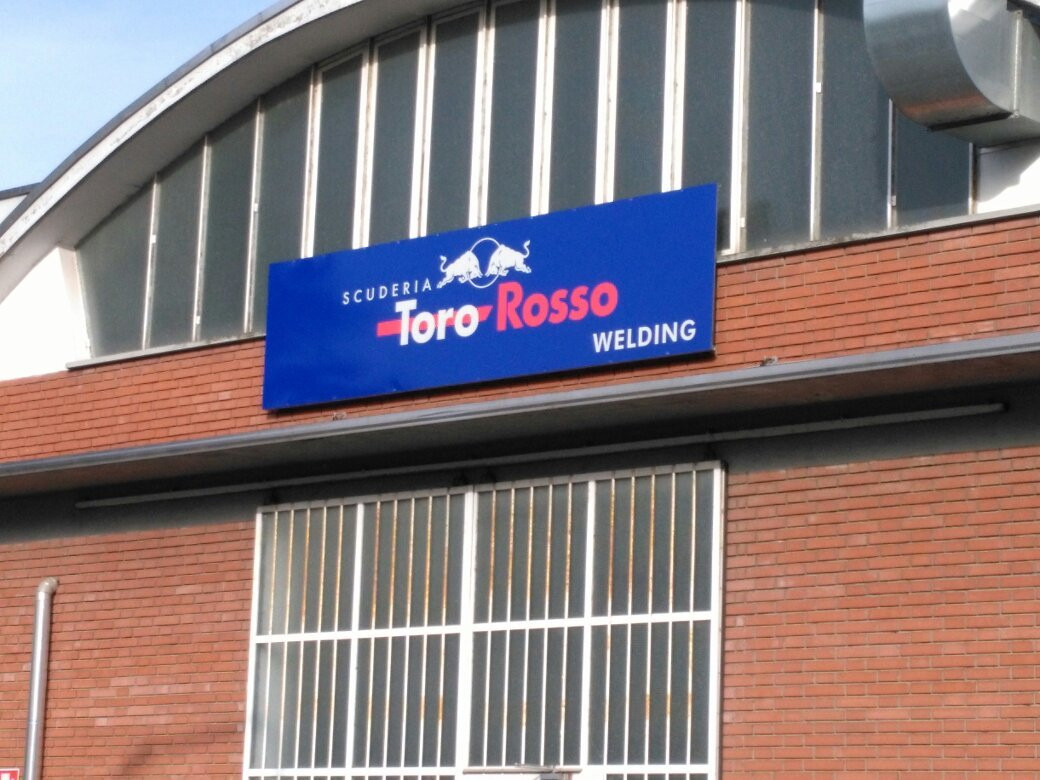 SCUDERIA
Toro Rosso
WELDING